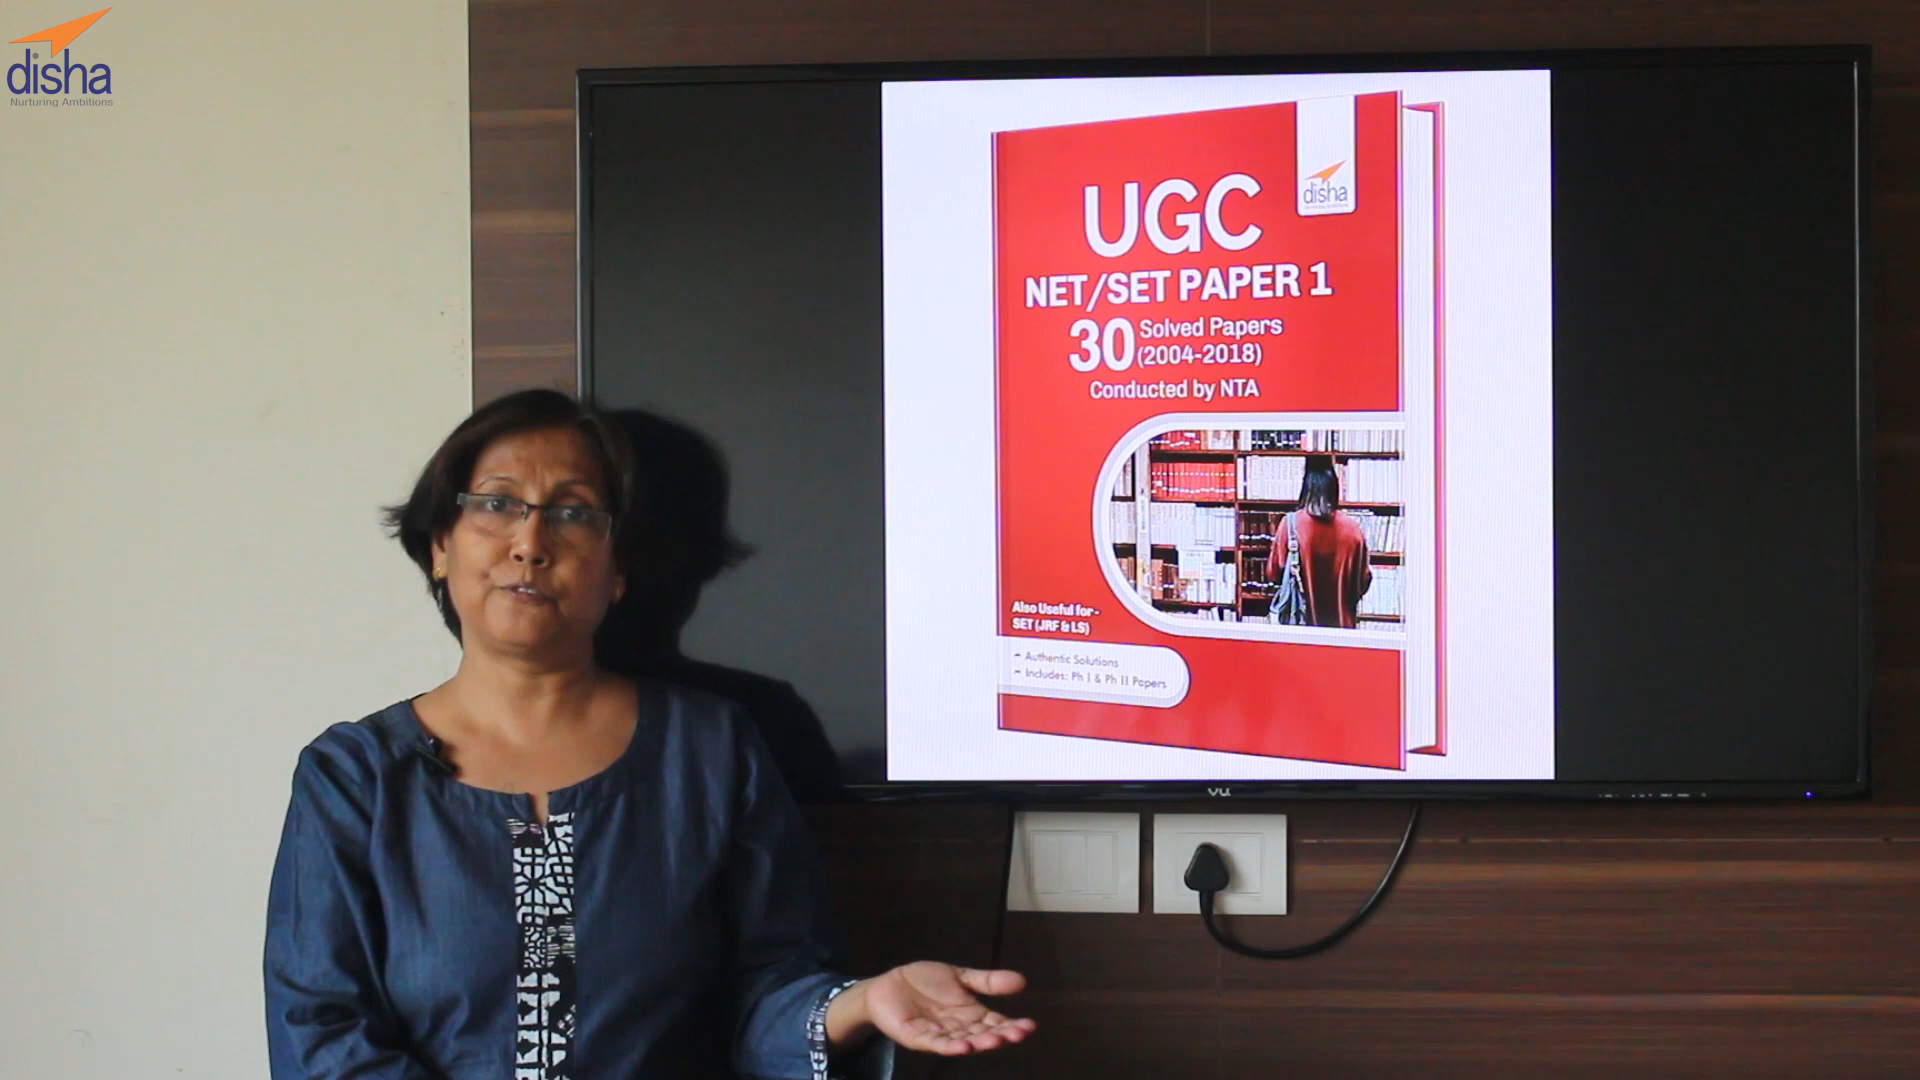 disha
Nurturing Ambitions
disha
UGC
NET/SET PAPER 1
30 Solved Papers
(2004-2018)
Conducted by NTA
Also Useful for -
SET (JRF & LS)
Authentic Solutions
Includes: Ph I & Ph II Papers